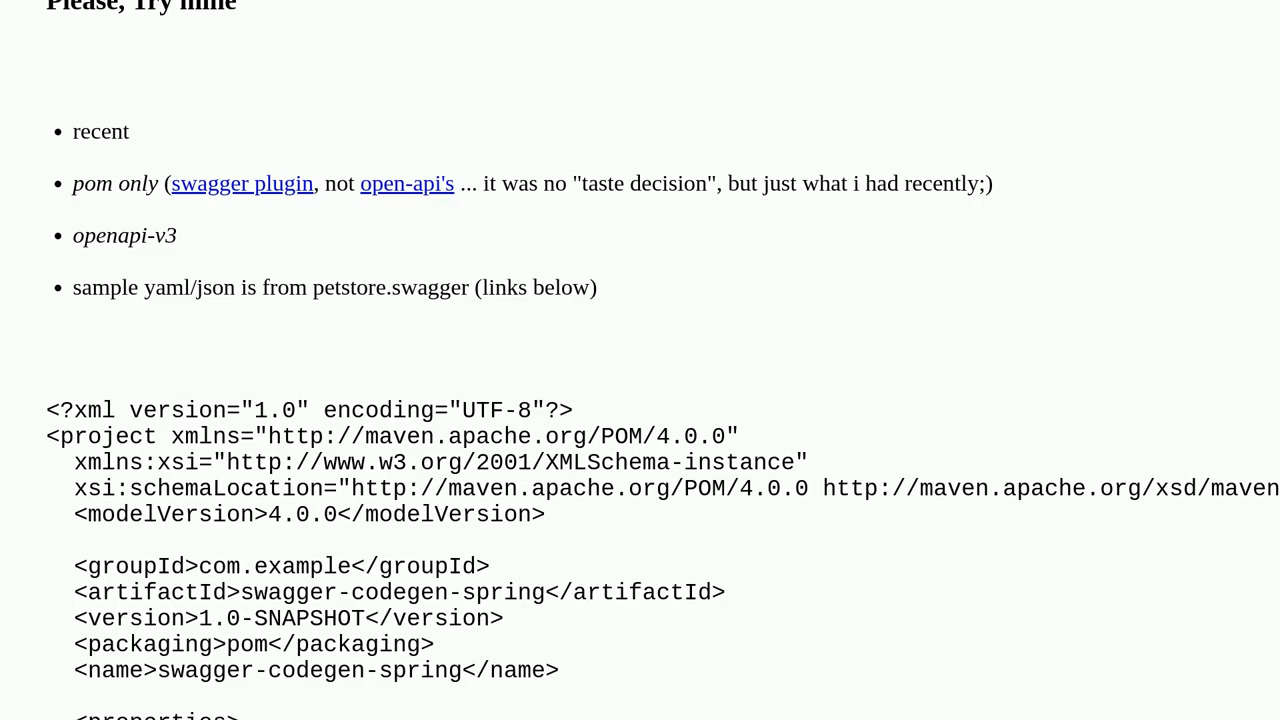 Please, Try mine
• recent
• pom only (swagger plugin, not open-api's ... it was no "taste decision", but just what i had recently;)
• openapi-v3
• sample yaml/json is from petstore.swagger (links below)
<?xml version="1.0" encoding="UTF-8"?>
<project xmlns="http://maven.apache.org/POM/4.0.0"
  xmlns:xsi="http://www.w3.org/2001/XMLSchema-instance"
  xsi:schemaLocation="http://maven.apache.org/POM/4.0.0 http://maven.apache.org/xsd/maven
  <modelVersion>4.0.0</modelVersion>
  <groupId>com.example</groupId>
  <artifactId>swagger-codegen-spring</artifactId>
  <version>1.0-SNAPSHOT</version>
  <packaging>pom</packaging>
  <name>swagger-codegen-spring</name>
  <properties>